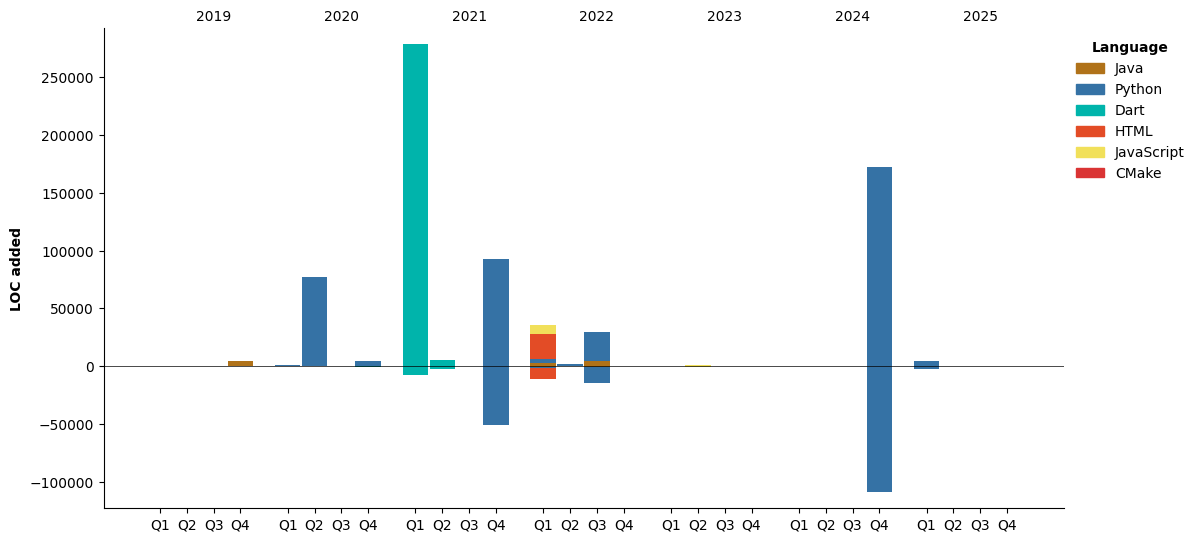 2019 2020 2021 2022 2023 2024 2025
Language
Java
Python
Dart
HTML
JavaScript
CMake
LOC added
250000
200000
150000
100000
50000
0
−50000
−100000
Q1 Q2 Q3 Q4 Q1 Q2 Q3 Q4 Q1 Q2 Q3 Q4 Q1 Q2 Q3 Q4 Q1 Q2 Q3 Q4 Q1 Q2 Q3 Q4 Q1 Q2 Q3 Q4